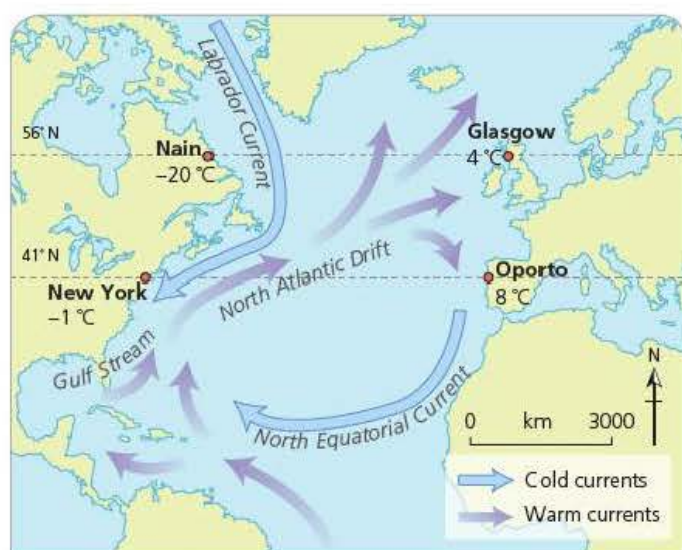 Labrador Current
56°N
Nain
–20 °C
Glasgow
4 °C
41°N
New York
–1 °C
North Atlantic Drift
Oporto
8 °C
Gulf Stream
North Equatorial Current
N
0 km 3000
Cold currents
Warm currents